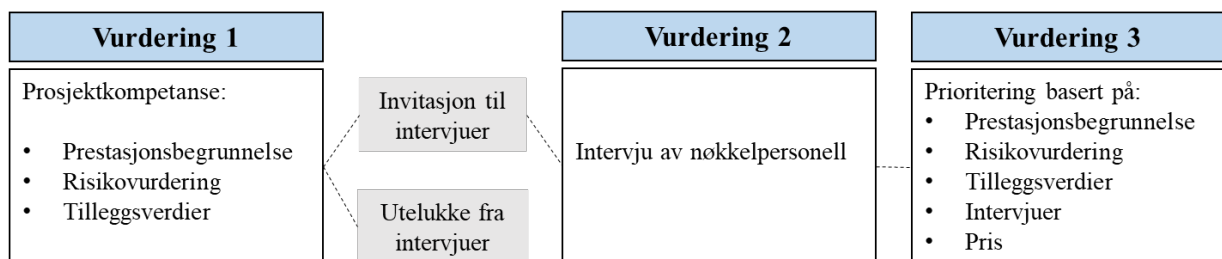 Vurdering 1
Prosjektkompetanse:
• Prestasjonsbegrunnelse
• Risikovurdering
• Tilleggsverdier
Invitasjon til
intervjuer
Utelukke fra
intervjuer
Vurdering 2
Intervju av nøkkelpersonell
Vurdering 3
Prioritering basert på:
• Prestasjonsbegrunnelse
• Risikovurdering
• Tilleggsverdier
• Intervjuer
• Pris